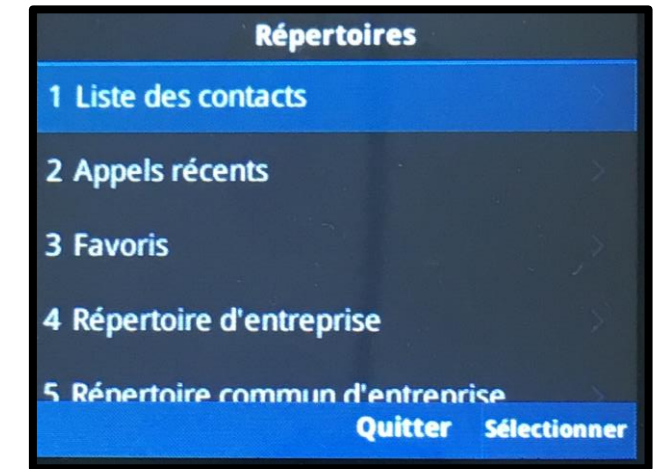 Répertoires
1 Liste des contacts
2 Appels récents
3 Favoris
4 Répertoire d'entreprise
5 Répertoire commun d'entreprise
Quitter Sélectionner